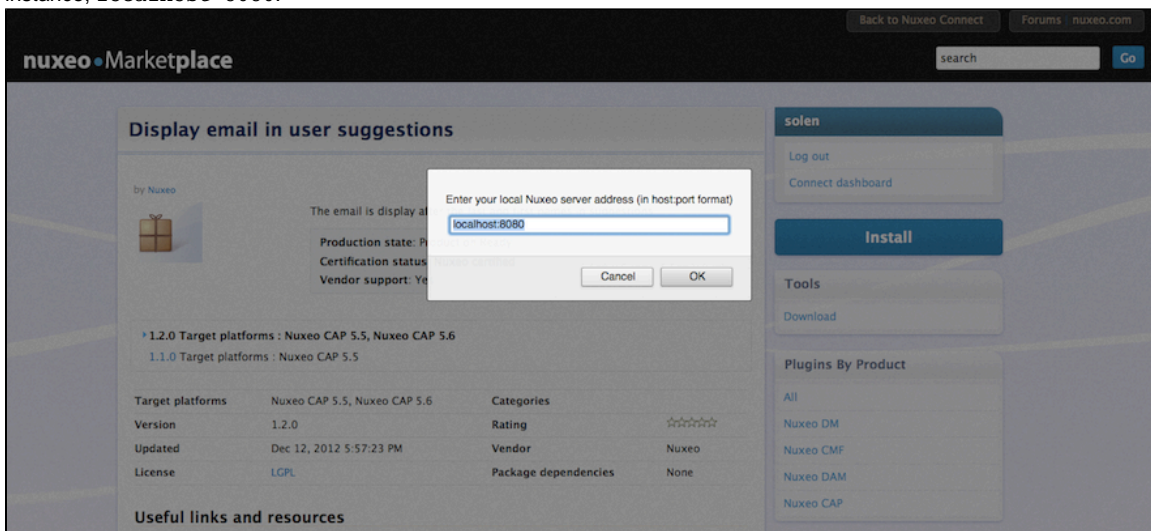 Back to Nuxeo Connect
Forums nuxeo.com
nuxeo Marketplace
search
Go
Display email in user suggestions
by Nuxeo
The email is display a
Production state: P
Certification status
Vendor support: Ye
1.2.0 Target platforms : Nuxeo CAP 5.5, Nuxeo CAP 5.6
1.1.0 Target platforms : Nuxeo CAP 5.5
Target platforms Nuxeo CAP 5.5, Nuxeo CAP 5.6 Categories
Version 1.2.0 Rating
Updated Dec 12, 2012 5:57:23 PM Vendor Nuxeo
License LGPL Package dependencies None
Useful links and resources
Enter your local Nuxeo server address (in host:port format)
localhost:8080
Cancel OK
solen
Log out
Connect dashboard
Install
Tools
Download
Plugins By Product
All
Nuxeo DM
Nuxeo CMF
Nuxeo DAM
Nuxeo CAP